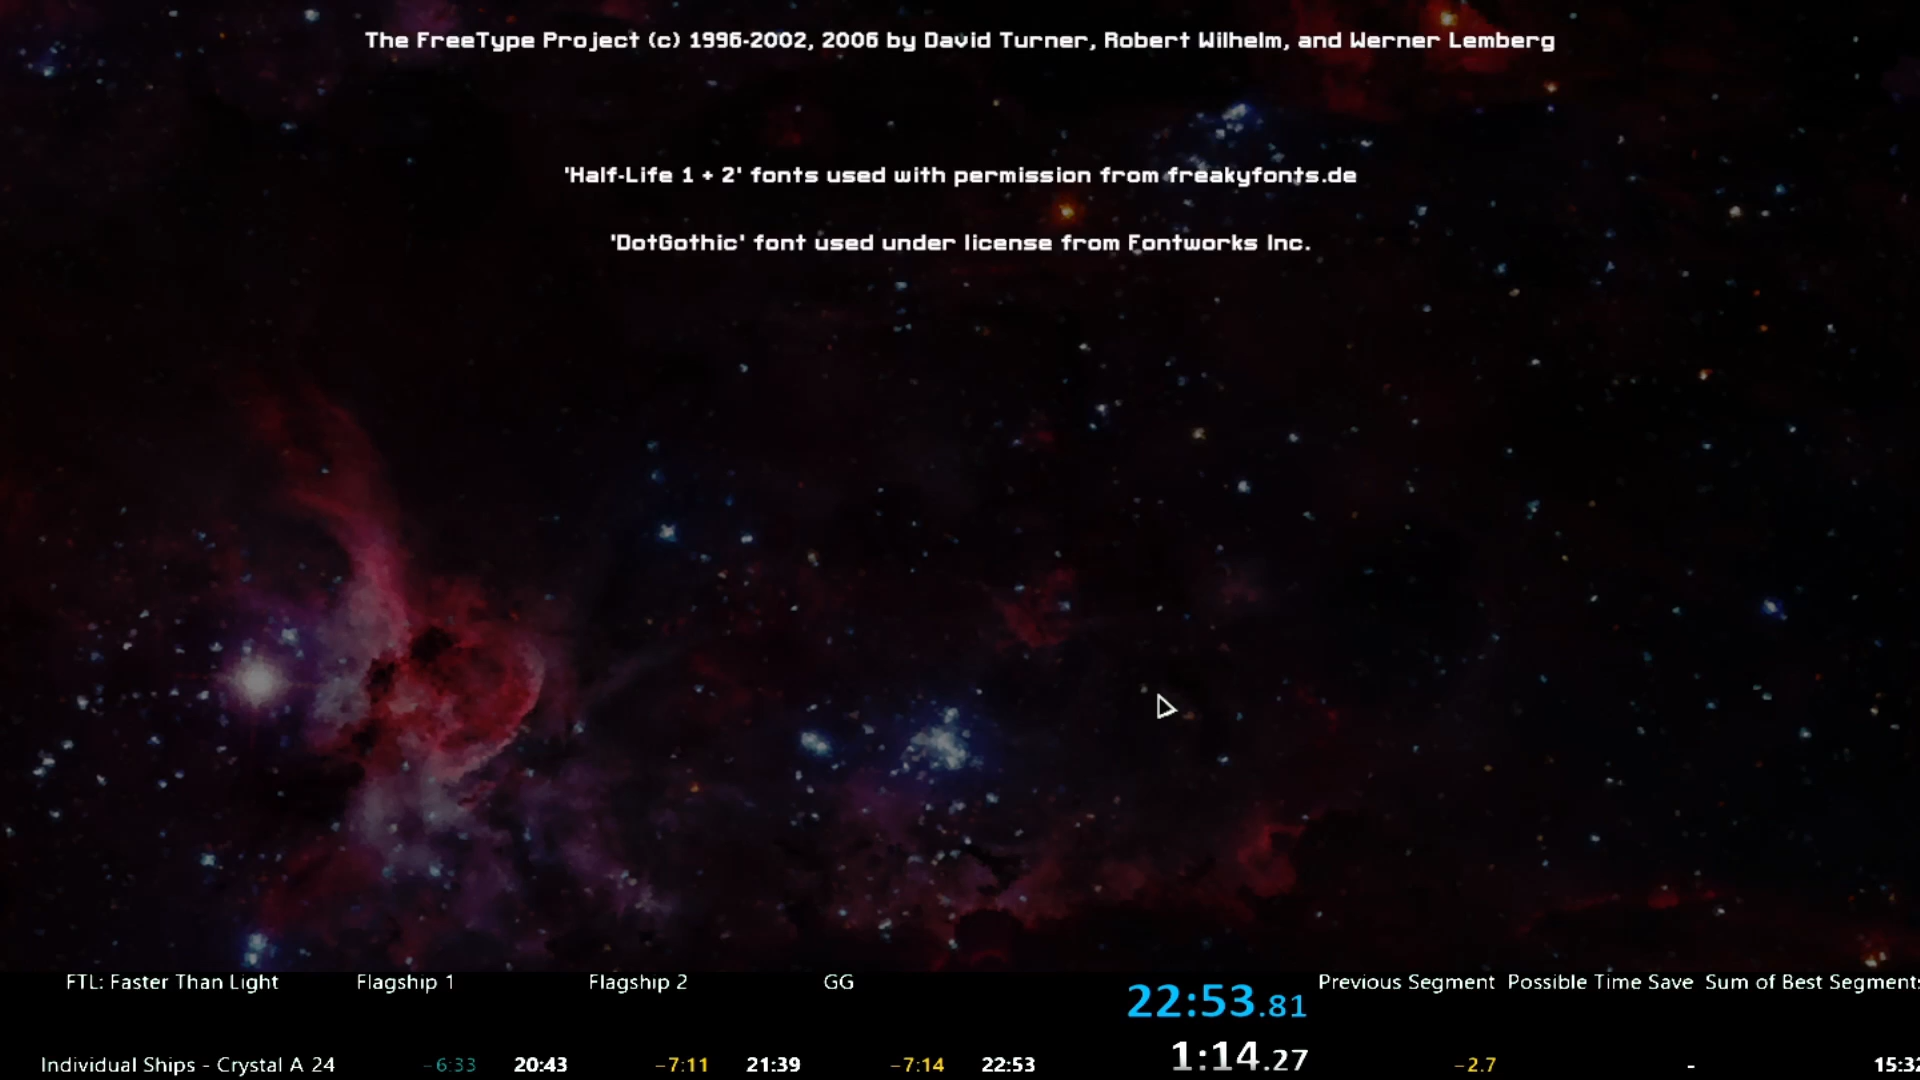 The FreeType Project (c) 1996-2002, 2006 by David Turner, Robert Wilhelm, and Werner Lemberg
'Half-Life 1 + 2' fonts used with permission from freakyfonts.de
'DotGothic' font used under license from Fontworks Inc.
FTL: Faster Than Light Flagship 1 Flagship 2 GG 22:53.81 Previous Segment Possible Time Save Sum of Best Segments
Individual Ships - Crystal A 24 -6:33 20:43 -7:11 21:39 -7:14 22:53 1:14.27 -2.7 - 15:32